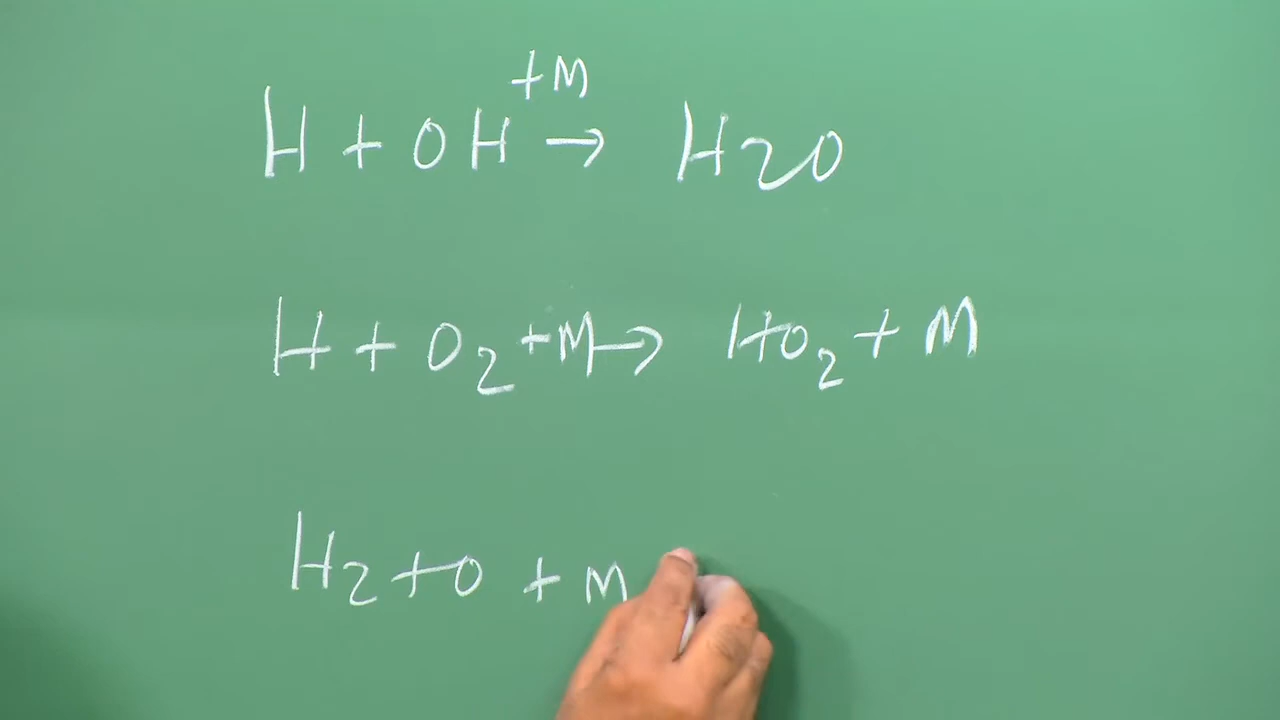 H + OH +M → H2O
H + O2 + M → HO2 + M
H2 + O + M